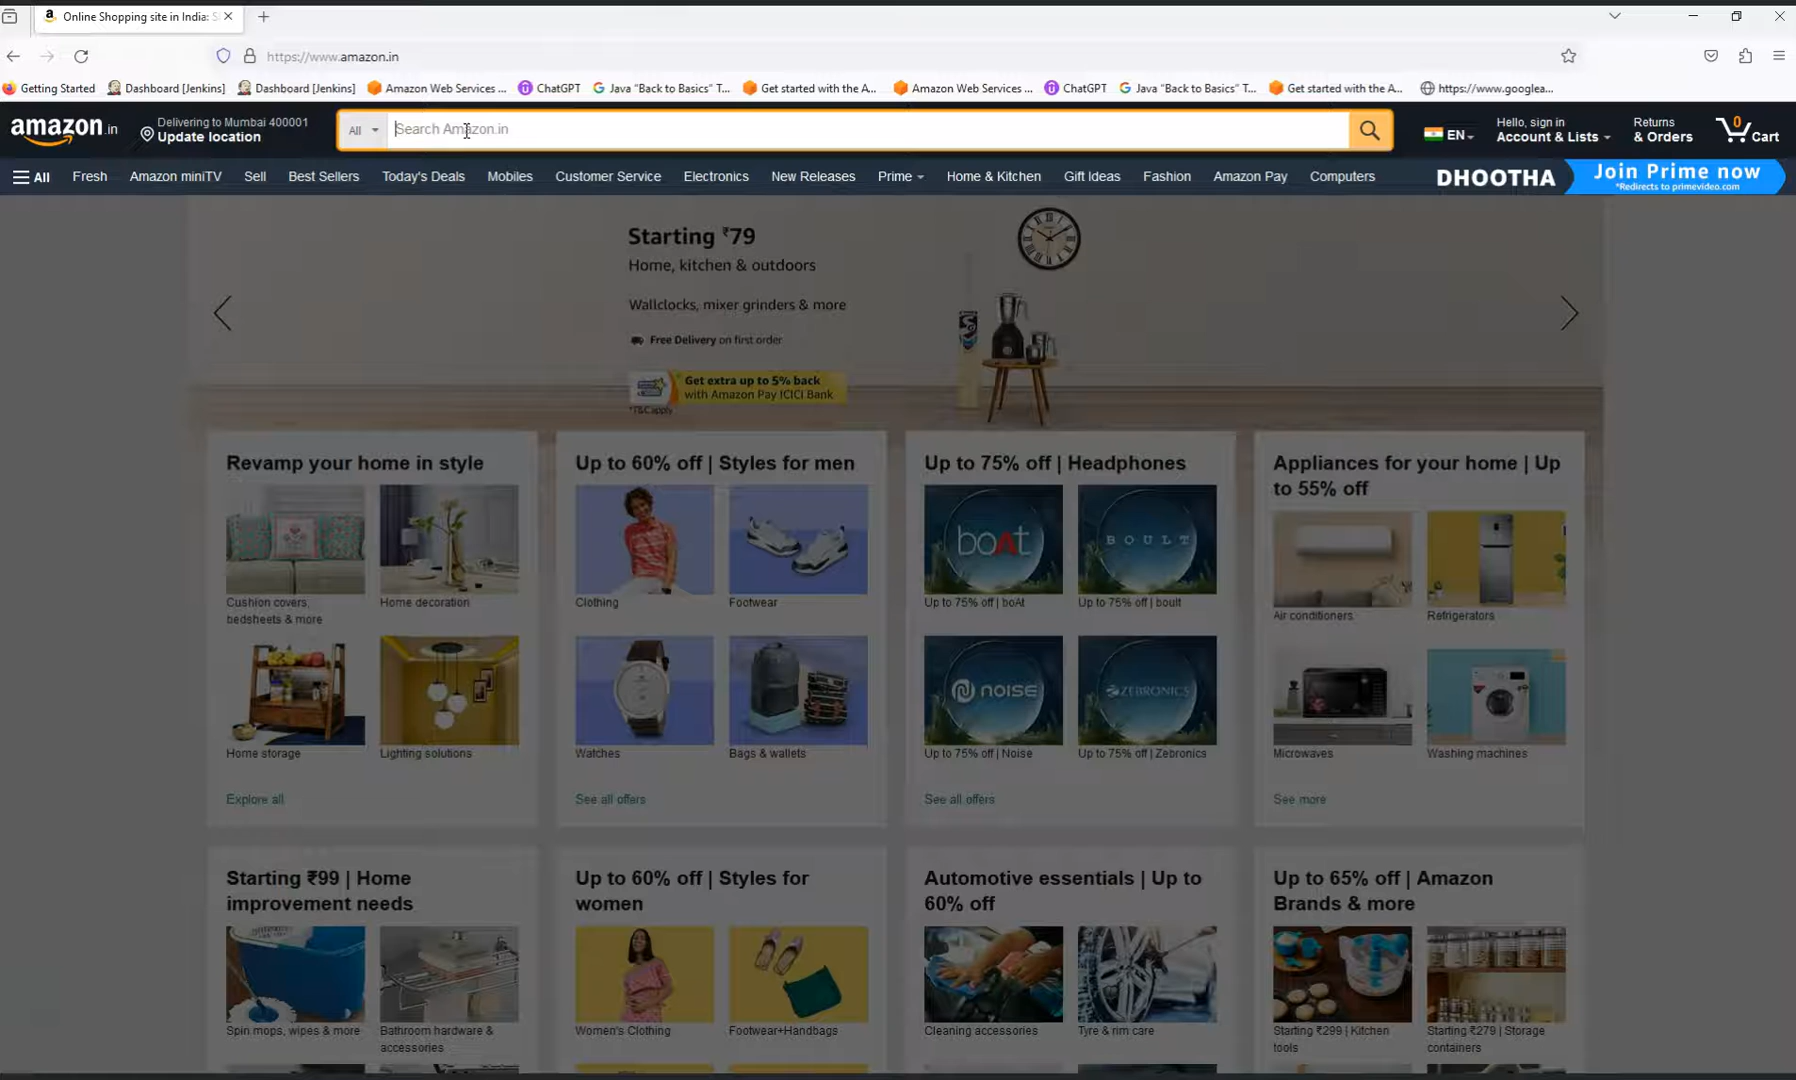 Online Shopping site in India: S
https://www.amazon.in
Getting Started
Dashboard [Jenkins]
Dashboard [Jenkins]
Amazon Web Services ...
ChatGPT
Java "Back to Basics" T...
Get started with the A...
Amazon Web Services ...
ChatGPT
Java "Back to Basics" T...
Get started with the A...
https://www.googlea...
amazon.in
Delivering to Mumbai 400001
Update location
All
Search Amazon.in
EN
Hello, sign in
Account & Lists
Returns
& Orders
0
Cart
All
Fresh
Amazon miniTV
Sell
Best Sellers
Today's Deals
Mobiles
Customer Service
Electronics
New Releases
Prime
Home & Kitchen
Gift Ideas
Fashion
Amazon Pay
Computers
DHOOTHA
Join Prime now
*Redirects to primevideo.com
Starting ₹79
Home, kitchen & outdoors
Wallclocks, mixer grinders & more
Free Delivery on first order
Get extra up to 5% back
with Amazon Pay ICICI Bank
*T&C apply
Revamp your home in style
Cushion covers,
bedsheets & more
Home decoration
Home storage
Lighting solutions
Explore all
Up to 60% off | Styles for men
Clothing
Footwear
Watches
Bags & wallets
See all offers
Up to 75% off | Headphones
boAt
BOULT
Up to 75% off | boAt
Up to 75% off | boult
NOISE
ZEBRONICS
Up to 75% off | Noise
Up to 75% off | Zebronics
See all offers
Appliances for your home | Up
to 55% off
Air conditioners
Refrigerators
Microwaves
Washing machines
See more
Starting ₹99 | Home
improvement needs
Spin mops, wipes & more
Bathroom hardware &
accessories
Up to 60% off | Styles for
women
Women's Clothing
Footwear+Handbags
Automotive essentials | Up to
60% off
Cleaning accessories
Tyre & rim care
Up to 65% off | Amazon
Brands & more
Starting ₹299 | Kitchen
tools
Starting ₹279 | Storage
containers